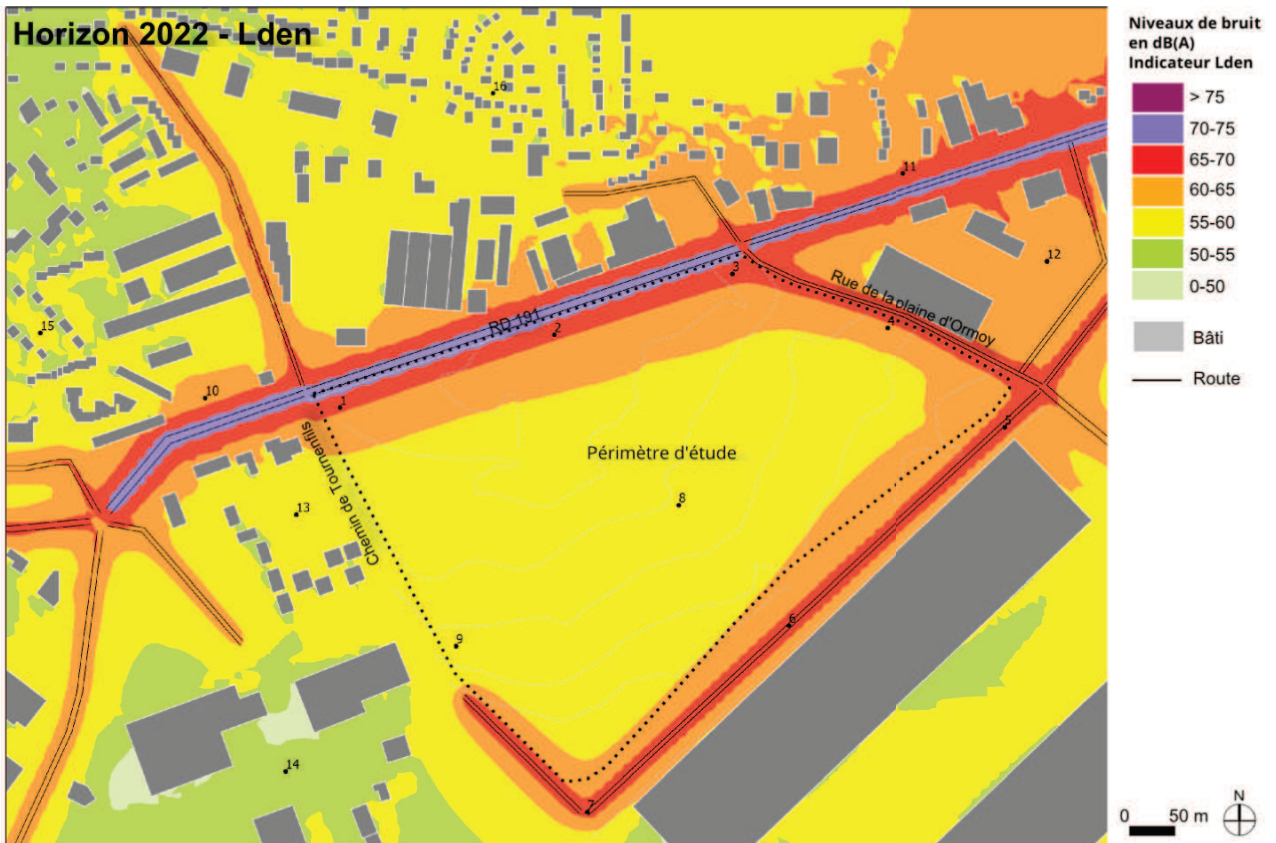 Horizon 2022 - Lden
16
11
12
3
RD 191
2
Rue de la plaine d'Ormoy
4
15
10
1
5
Chemin de Tournenfils
Périmètre d'étude
8
13
9
6
14
7
Niveaux de bruit
en dB(A)
Indicateur Lden
> 75
70-75
65-70
60-65
55-60
50-55
0-50
Bâti
Route
0 50 m
N